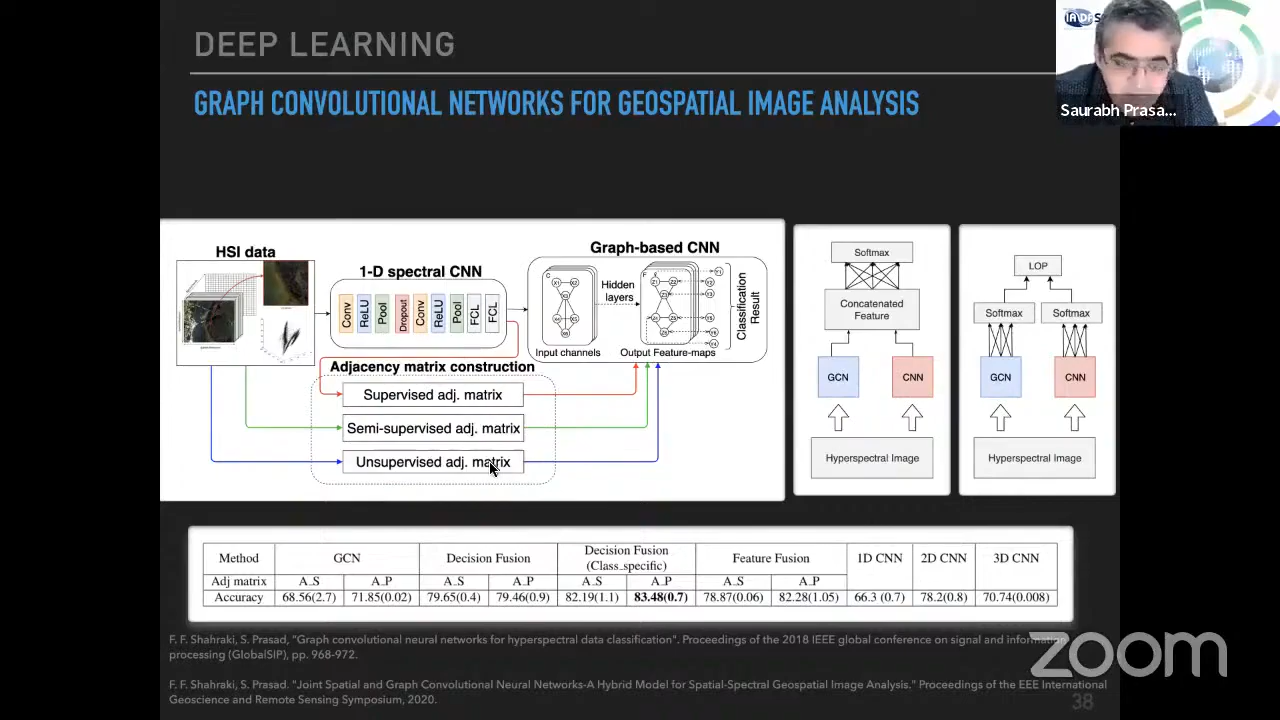 DEEP LEARNING
GRAPH CONVOLUTIONAL NETWORKS FOR GEOSPATIAL IMAGE ANALYSIS
Saurabh Prasa...
HSI data
1-D spectral CNN
Conv
ReLU
Pool
Dropout
Conv
ReLU
Pool
FCL
FCL
Graph-based CNN
Hidden
layers
Input channels
Output Feature-maps
Classification
Result
Adjacency matrix construction
Supervised adj. matrix
Semi-supervised adj. matrix
Unsupervised adj. matrix
Softmax
Concatenated
Feature
GCN
CNN
Hyperspectral Image
LOP
Softmax
Softmax
GCN
CNN
Hyperspectral Image
Method GCN Decision Fusion Decision Fusion (Class_specific) Feature Fusion 1D CNN 2D CNN 3D CNN
Adj matrix A_S A_P A_S A_P A_S A_P A_S A_P
Accuracy 68.56(2.7) 71.85(0.02) 79.65(0.4) 79.46(0.9) 82.19(1.1) 83.48(0.7) 78.87(0.06) 82.28(1.05) 66.3 (0.7) 78.2(0.8) 70.74(0.008)
F. F. Shahraki, S. Prasad, "Graph convolutional neural networks for hyperspectral data classification". Proceedings of the 2018 IEEE global conference on signal and information
processing (GlobalSIP), pp. 968-972.
F. F. Shahraki, S. Prasad. "Joint Spatial and Graph Convolutional Neural Networks-A Hybrid Model for Spatial-Spectral Geospatial Image Analysis." Proceedings of the EEE International
Geoscience and Remote Sensing Symposium, 2020.
zoom
38